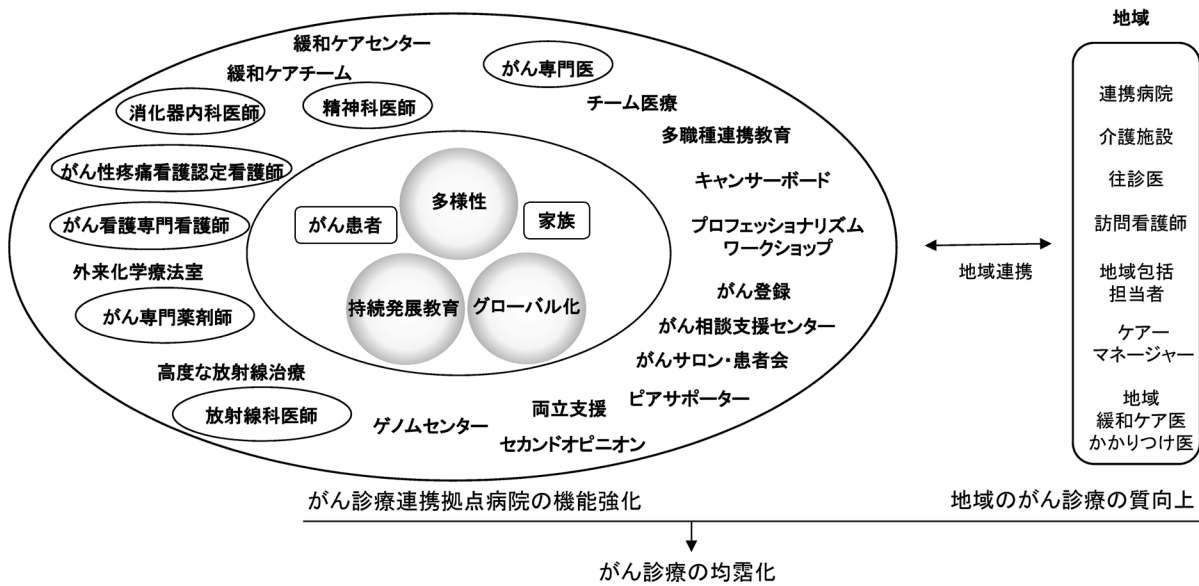 緩和ケアセンター
緩和ケアチーム
消化器内科医師
精神科医師
がん性疼痛看護認定看護師
がん看護専門看護師
外来化学療法室
がん専門薬剤師
高度な放射線治療
放射線科医師
ゲノムセンター
両立支援
セカンドオピニオン
がん専門医
チーム医療
多職種連携教育
キャンサーボード
プロフェッショナリズム
ワークショップ
がん登録
がん相談支援センター
がんサロン・患者会
ピアサポーター
がん患者
多様性
家族
持続発展教育
グローバル化
地域連携
地域
連携病院
介護施設
往診医
訪問看護師
地域包括
担当者
ケアー
マネージャー
地域
緩和ケア医
かかりつけ医
がん診療連携拠点病院の機能強化
地域のがん診療の質向上
がん診療の均霑化